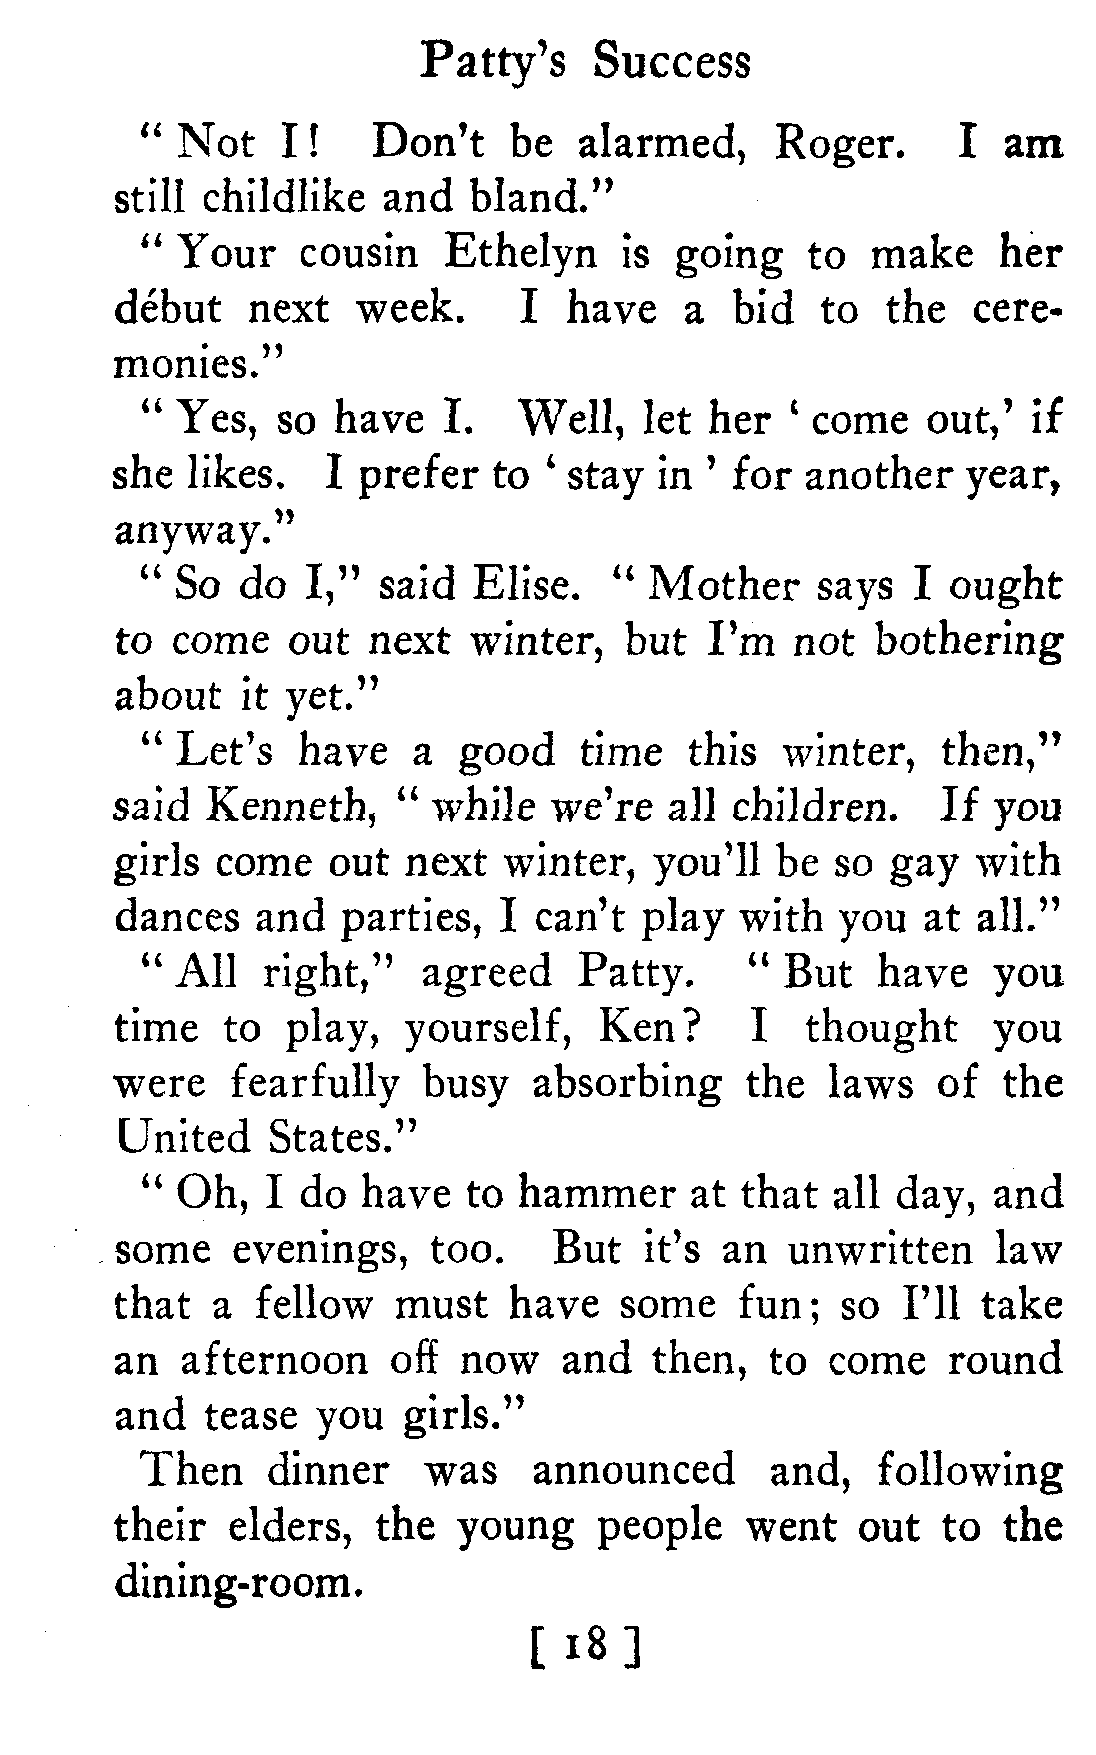 Patty's Success
" Not I! Don't be alarmed, Roger. I am
still childlike and bland."
" Your cousin Ethelyn is going to make her
début next week. I have a bid to the cere-
monies."
" Yes, so have I. Well, let her ' come out,' if
she likes. I prefer to ' stay in ' for another year,
anyway."
" So do I," said Elise. " Mother says I ought
to come out next winter, but I'm not bothering
about it yet."
" Let's have a good time this winter, then,"
said Kenneth, " while we're all children. If you
girls come out next winter, you'll be so gay with
dances and parties, I can't play with you at all."
" All right," agreed Patty. " But have you
time to play, yourself, Ken? I thought you
were fearfully busy absorbing the laws of the
United States."
" Oh, I do have to hammer at that all day, and
some evenings, too. But it's an unwritten law
that a fellow must have some fun; so I'll take
an afternoon off now and then, to come round
and tease you girls."
Then dinner was announced and, following
their elders, the young people went out to the
dining-room.
[ 18 ]